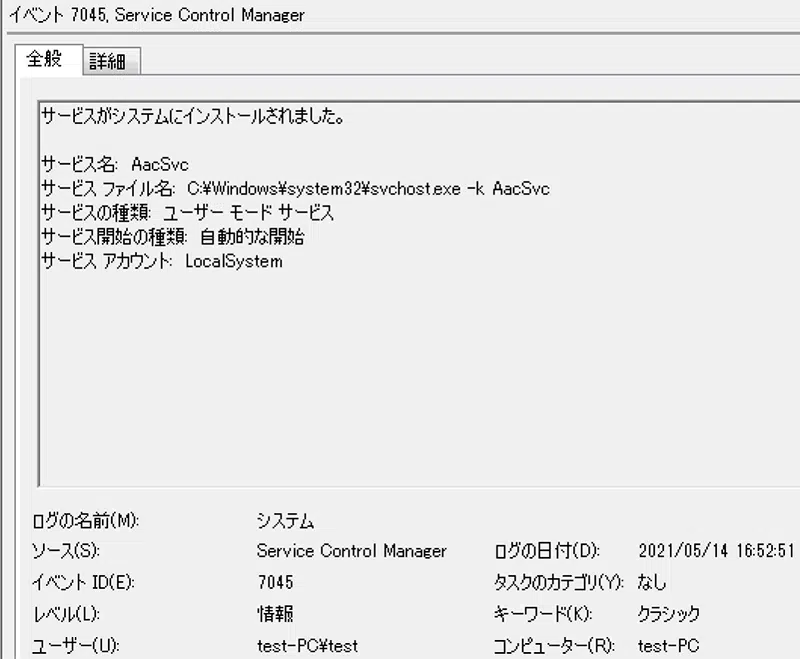 イベント 7045, Service Control Manager
全般 詳細
サービスがシステムにインストールされました。
サービス名: AacSvc
サービス ファイル名: C:¥Windows¥system32¥svchost.exe -k AacSvc
サービスの種類: ユーザー モード サービス
サービス開始の種類: 自動的な開始
サービス アカウント: LocalSystem
ログの名前(M): システム
ソース(S): Service Control Manager ログの日付(D): 2021/05/14 16:52:51
イベント ID(E): 7045 タスクのカテゴリ(Y): なし
レベル(L): 情報 キーワード(K): クラシック
ユーザー(U): test-PC¥test コンピューター(R): test-PC